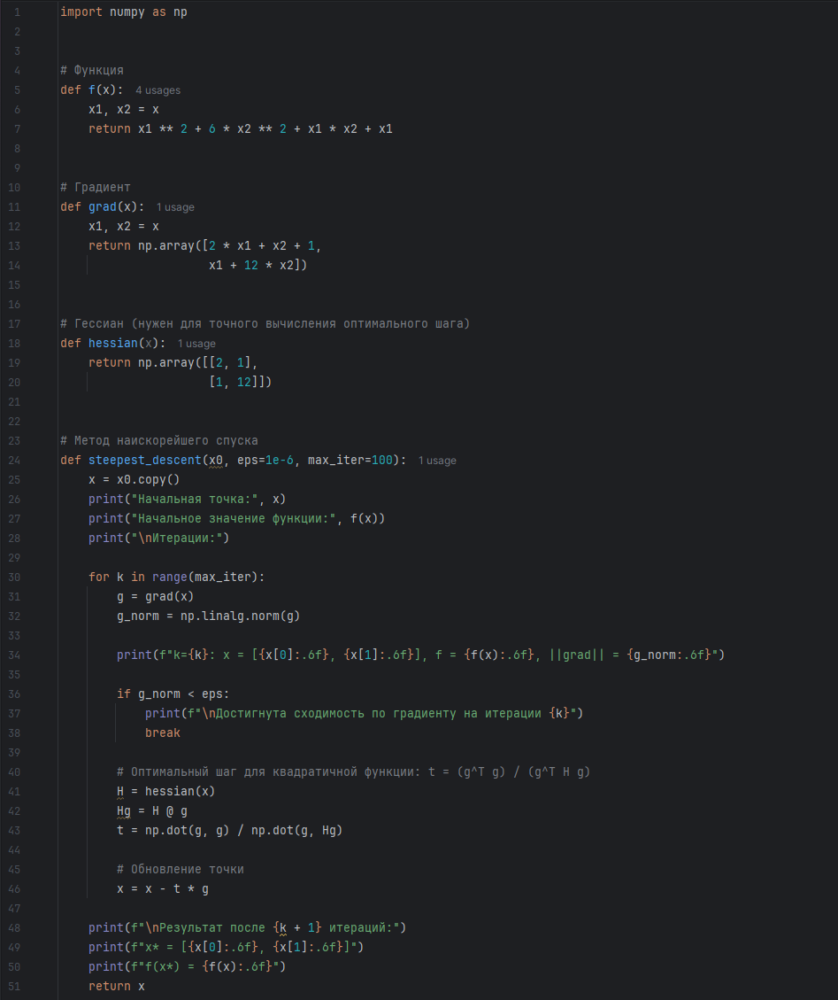 1 import numpy as np
2
3
4 # Функция
5 def f(x): 4 usages
6     x1, x2 = x
7     return x1 ** 2 + 6 * x2 ** 2 + x1 * x2 + x1
8
9
10 # Градиент
11 def grad(x): 1 usage
12     x1, x2 = x
13     return np.array([2 * x1 + x2 + 1,
14                      x1 + 12 * x2])
15
16
17 # Гессиан (нужен для точного вычисления оптимального шага)
18 def hessian(x): 1 usage
19     return np.array([[2, 1],
20                      [1, 12]])
21
22
23 # Метод наискорейшего спуска
24 def steepest_descent(x0, eps=1e-6, max_iter=100): 1 usage
25     x = x0.copy()
26     print("Начальная точка:", x)
27     print("Начальное значение функции:", f(x))
28     print("\nИтерации:")
29
30     for k in range(max_iter):
31         g = grad(x)
32         g_norm = np.linalg.norm(g)
33
34         print(f"k={k}: x = [{x[0]:.6f}, {x[1]:.6f}], f = {f(x):.6f}, ||grad|| = {g_norm:.6f}")
35
36         if g_norm < eps:
37             print(f"\nДостигнута сходимость по градиенту на итерации {k}")
38             break
39
40         # Оптимальный шаг для квадратичной функции: t = (g^T g) / (g^T H g)
41         H = hessian(x)
42         Hg = H @ g
43         t = np.dot(g, g) / np.dot(g, Hg)
44
45         # Обновление точки
46         x = x - t * g
47
48     print(f"\nРезультат после {k + 1} итераций:")
49     print(f"x* = [{x[0]:.6f}, {x[1]:.6f}]")
50     print(f"f(x*) = {f(x):.6f}")
51     return x